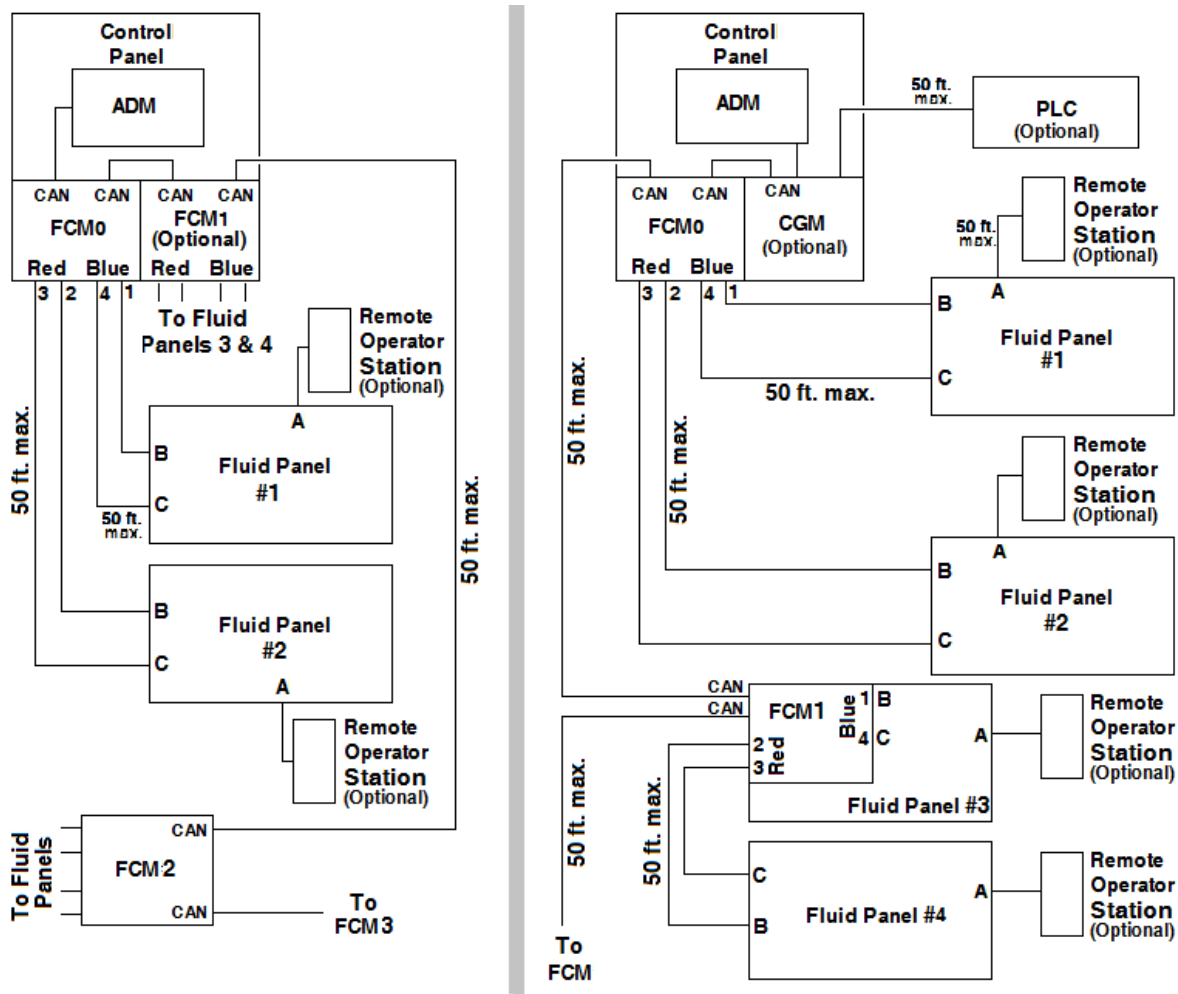 Control
Panel
ADM
CAN CAN CAN CAN
FCM0
FCM1
(Optional)
Red Blue Red Blue
3 2 4 1
To Fluid
Panels 3 & 4
Remote
Operator
Station
(Optional)
A
B
Fluid Panel
#1
C
50 ft.
max.
50 ft. max.
50 ft. max.
B
Fluid Panel
#2
C
A
Remote
Operator
Station
(Optional)
To Fluid
Panels
CAN
FCM2
CAN
To
FCM3
Control
Panel
ADM
50 ft.
max.
PLC
(Optional)
CAN CAN CAN
FCM0
CGM
(Optional)
Red Blue
3 2 4 1
50 ft.
max.
Remote
Operator
Station
(Optional)
A
B
Fluid Panel
#1
C
50 ft. max.
50 ft. max.
50 ft. max.
Remote
Operator
Station
(Optional)
A
B
Fluid Panel
#2
C
CAN
CAN
FCM1
Blue
1 B
4 C
2
3
Red
A
Fluid Panel #3
Remote
Operator
Station
(Optional)
50 ft. max.
50 ft. max.
C
B
Fluid Panel #4
A
Remote
Operator
Station
(Optional)
To
FCM